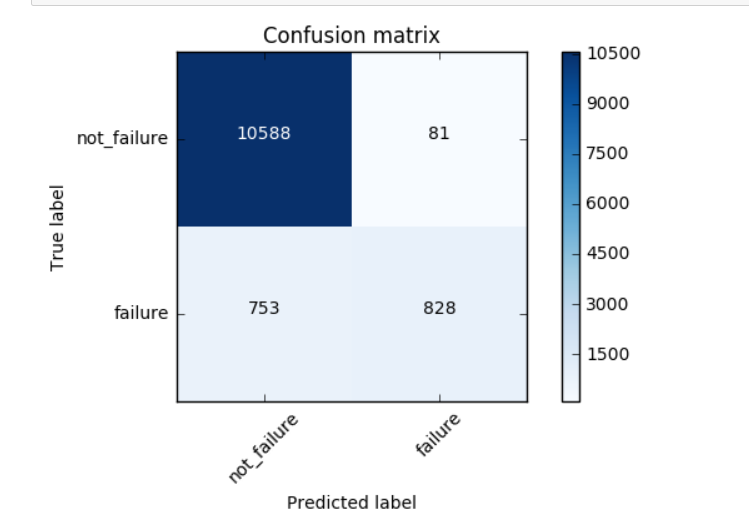 Confusion matrix
10500
not_failure
10588
81
9000
7500
6000
True label
4500
failure
753
828
3000
1500
not_failure
failure
Predicted label